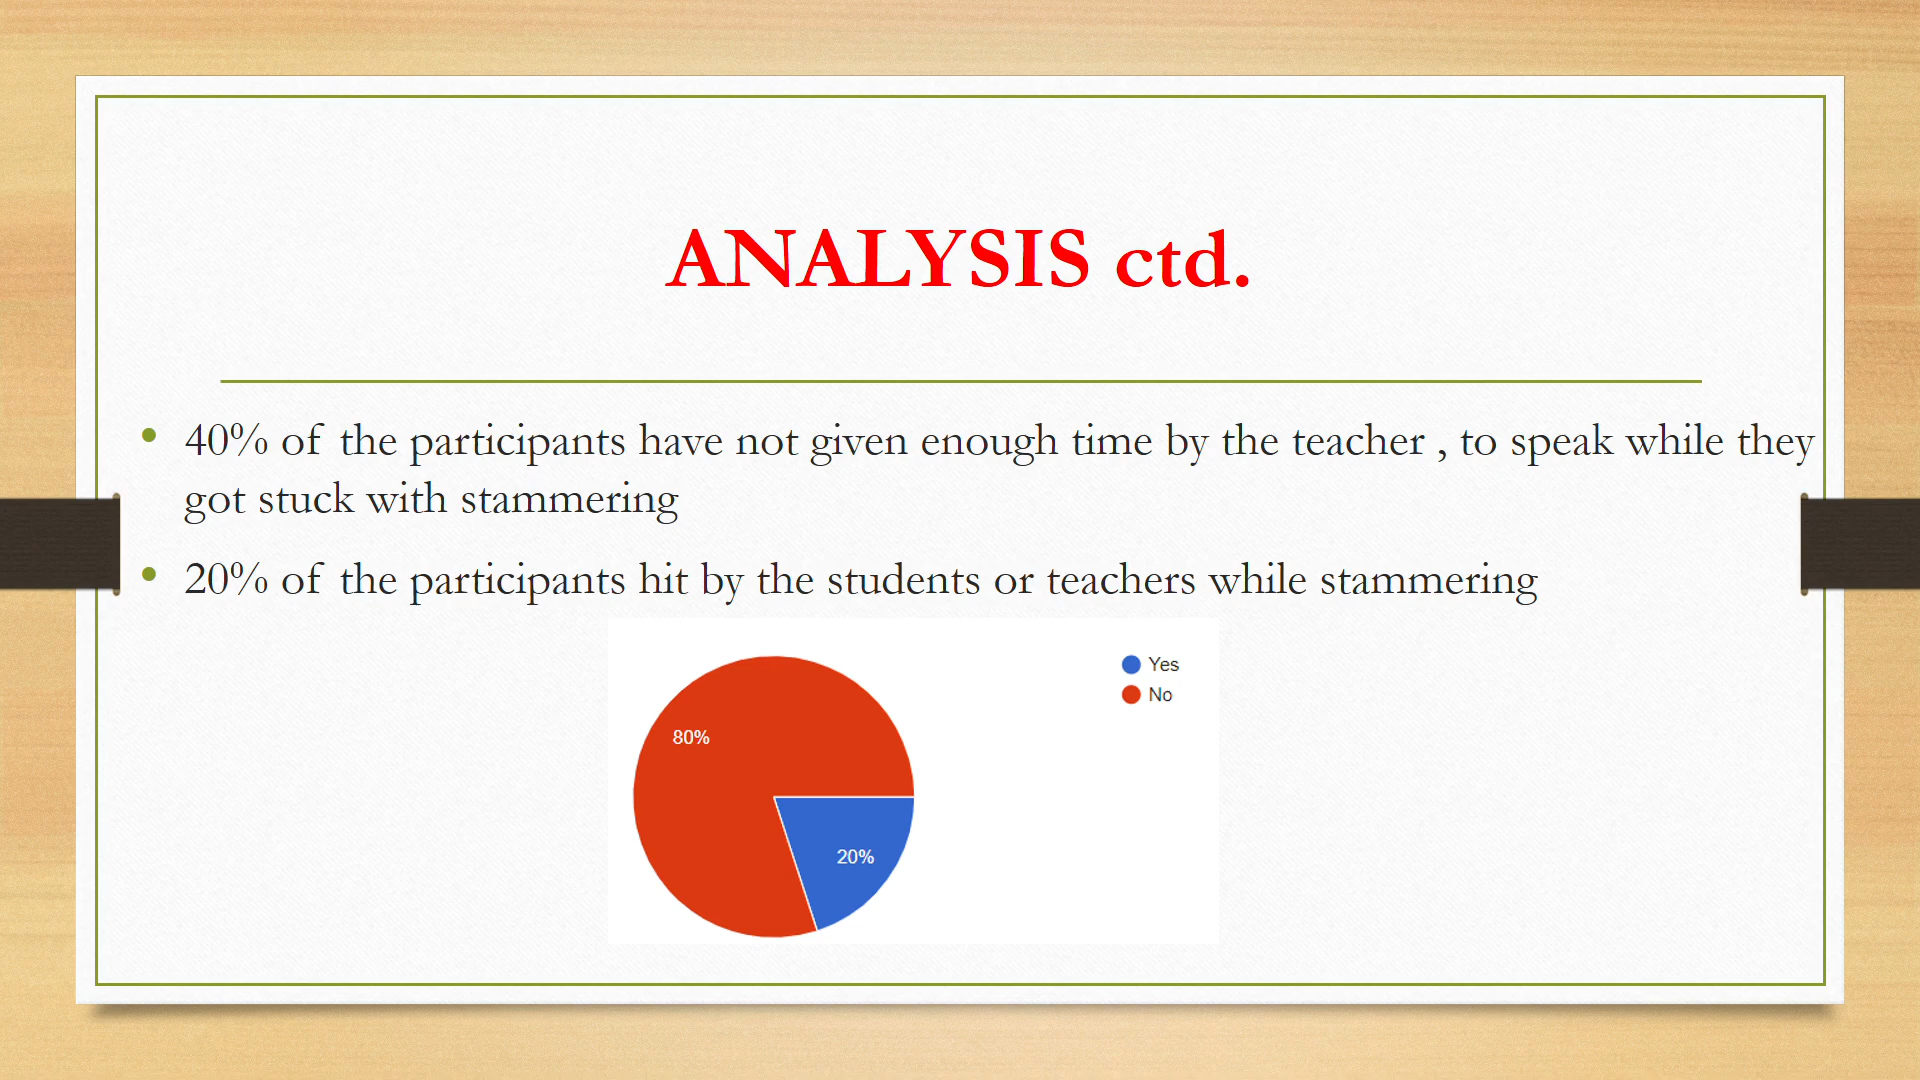 ANALYSIS ctd.
• 40% of the participants have not given enough time by the teacher , to speak while they
got stuck with stammering
• 20% of the participants hit by the students or teachers while stammering
Yes
No
80%
20%